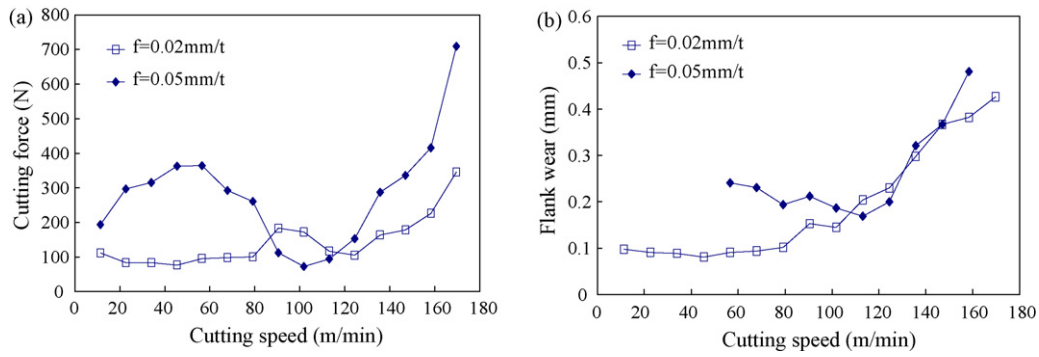 (a)
800
700
600
500
400
300
200
100
0
Cutting force (N)
f=0.02mm/t
f=0.05mm/t
0 20 40 60 80 100 120 140 160 180
Cutting speed (m/min)
(b)
0.6
0.5
0.4
0.3
0.2
0.1
0
Flank wear (mm)
f=0.02mm/t
f=0.05mm/t
0 20 40 60 80 100 120 140 160 180
Cutting speed (m/min)